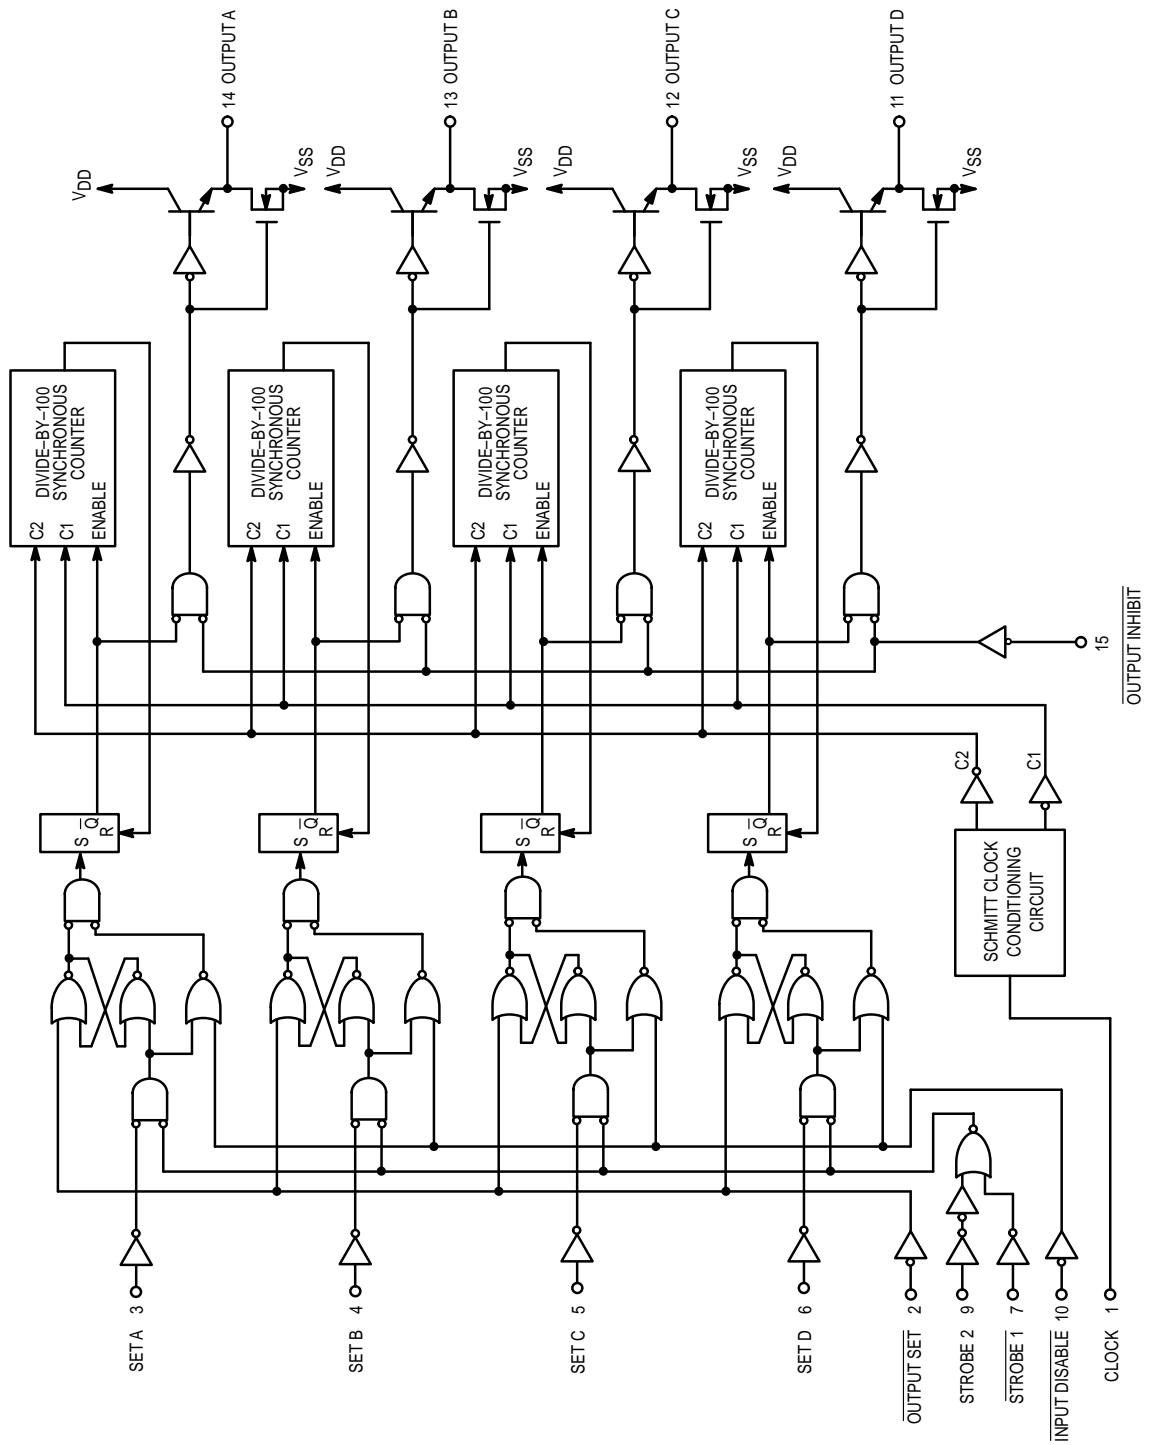 SET A 3
SET B 4
SET C 5
SET D 6
OUTPUT SET 2
STROBE 2 9
STROBE 1 7
INPUT DISABLE 10
CLOCK 1
S
Q
R
S
Q
R
S
Q
R
S
Q
R
SCHMITT CLOCK
CONDITIONING
CIRCUIT
C2
C1
OUTPUT INHIBIT
15
DIVIDE–BY–100
SYNCHRONOUS
COUNTER
C2
C1
ENABLE
DIVIDE–BY–100
SYNCHRONOUS
COUNTER
C2
C1
ENABLE
DIVIDE–BY–100
SYNCHRONOUS
COUNTER
C2
C1
ENABLE
DIVIDE–BY–100
SYNCHRONOUS
COUNTER
C2
C1
ENABLE
VDD
VSS
14 OUTPUT A
VDD
VSS
13 OUTPUT B
VDD
VSS
12 OUTPUT C
VDD
VSS
11 OUTPUT D